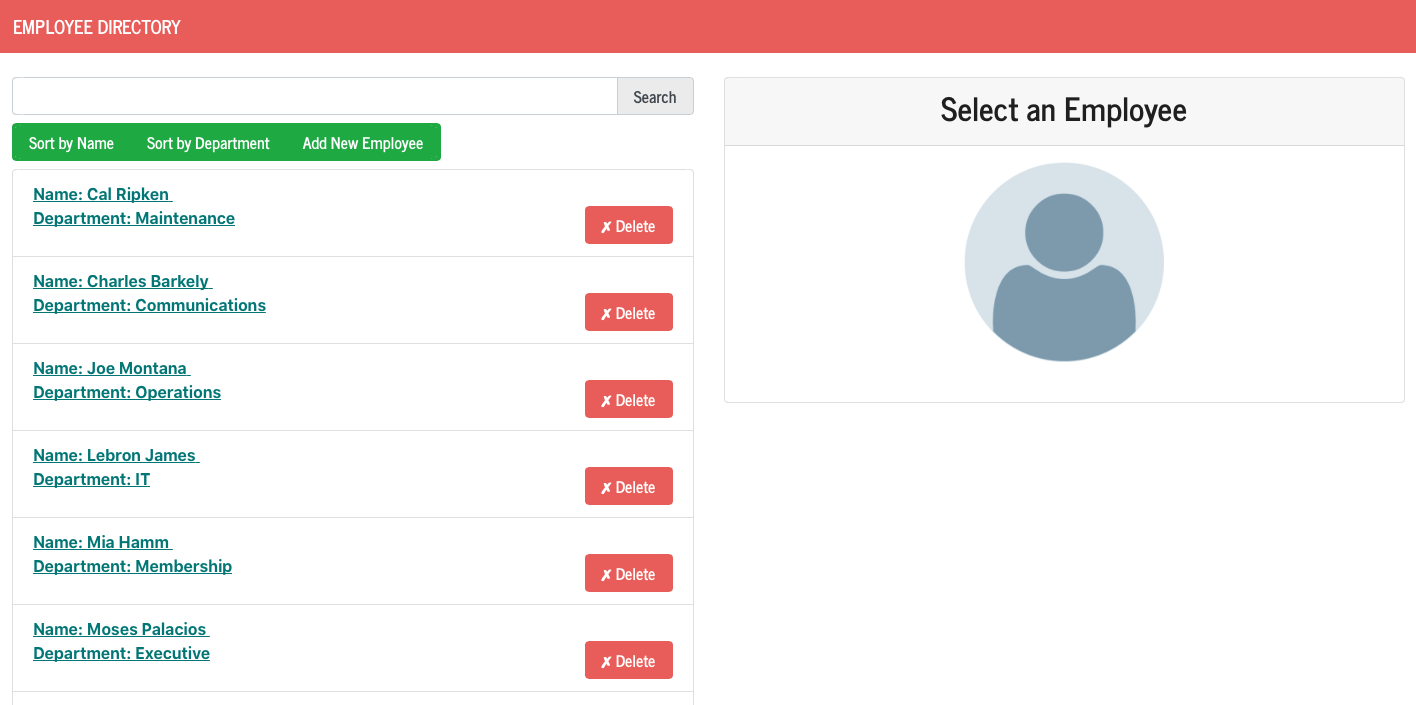 EMPLOYEE DIRECTORY
Search
Sort by Name Sort by Department Add New Employee
Name: Cal Ripken
Department: Maintenance
✗ Delete
Name: Charles Barkely
Department: Communications
✗ Delete
Name: Joe Montana
Department: Operations
✗ Delete
Name: Lebron James
Department: IT
✗ Delete
Name: Mia Hamm
Department: Membership
✗ Delete
Name: Moses Palacios
Department: Executive
✗ Delete
Select an Employee